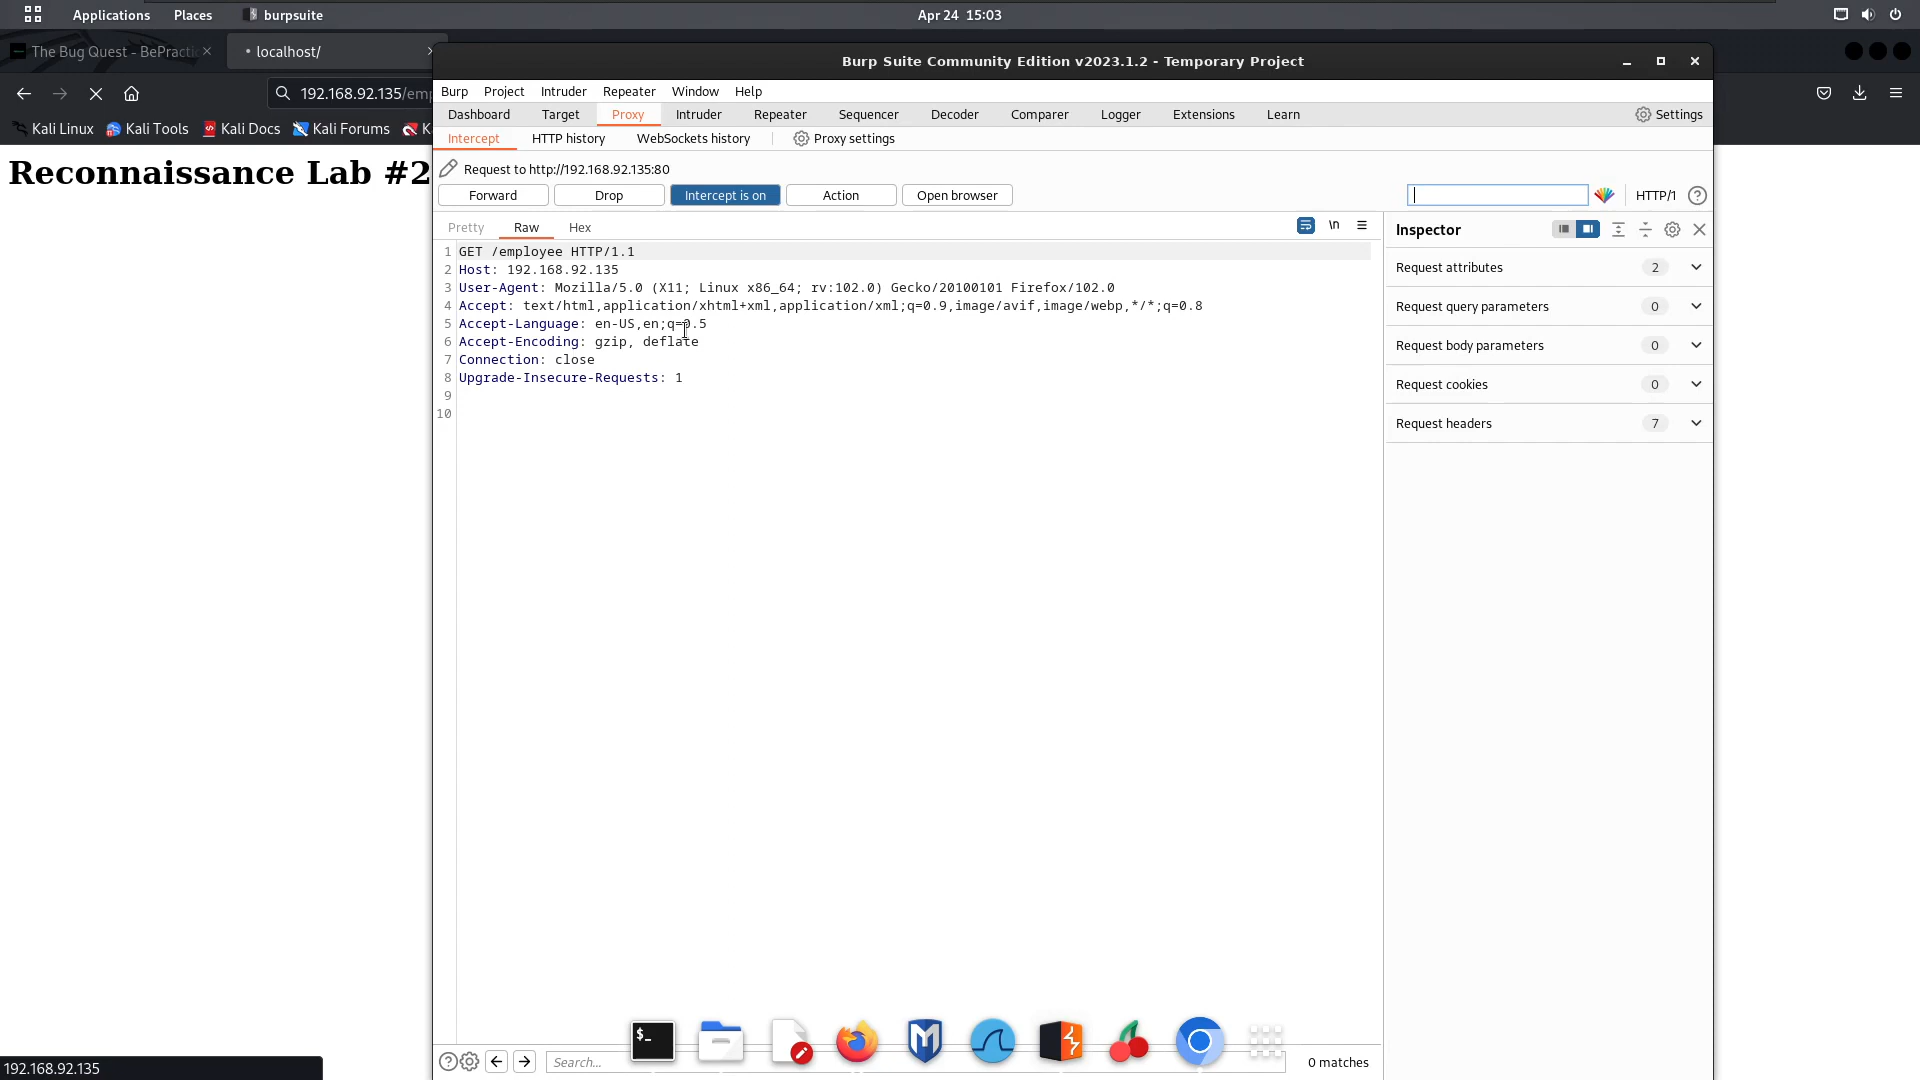 Applications Places burpsuite Apr 24 15:03
The Bug Quest - BePracti
• localhost/
192.168.92.135/emp
Kali Linux Kali Tools Kali Docs Kali Forums K
Reconnaissance Lab #2
192.168.92.135
Burp Suite Community Edition v2023.1.2 - Temporary Project
Burp Project Intruder Repeater Window Help
Dashboard Target Proxy Intruder Repeater Sequencer Decoder Comparer Logger Extensions Learn Settings
Intercept HTTP history WebSockets history Proxy settings
Request to http://192.168.92.135:80
Forward Drop Intercept is on Action Open browser HTTP/1 ?
Pretty Raw Hex \n
1 GET /employee HTTP/1.1
2 Host: 192.168.92.135
3 User-Agent: Mozilla/5.0 (X11; Linux x86_64; rv:102.0) Gecko/20100101 Firefox/102.0
4 Accept: text/html,application/xhtml+xml,application/xml;q=0.9,image/avif,image/webp,*/*;q=0.8
5 Accept-Language: en-US,en;q=0.5
6 Accept-Encoding: gzip, deflate
7 Connection: close
8 Upgrade-Insecure-Requests: 1
9
10
Inspector
Request attributes 2
Request query parameters 0
Request body parameters 0
Request cookies 0
Request headers 7
$_
? Search... 0 matches